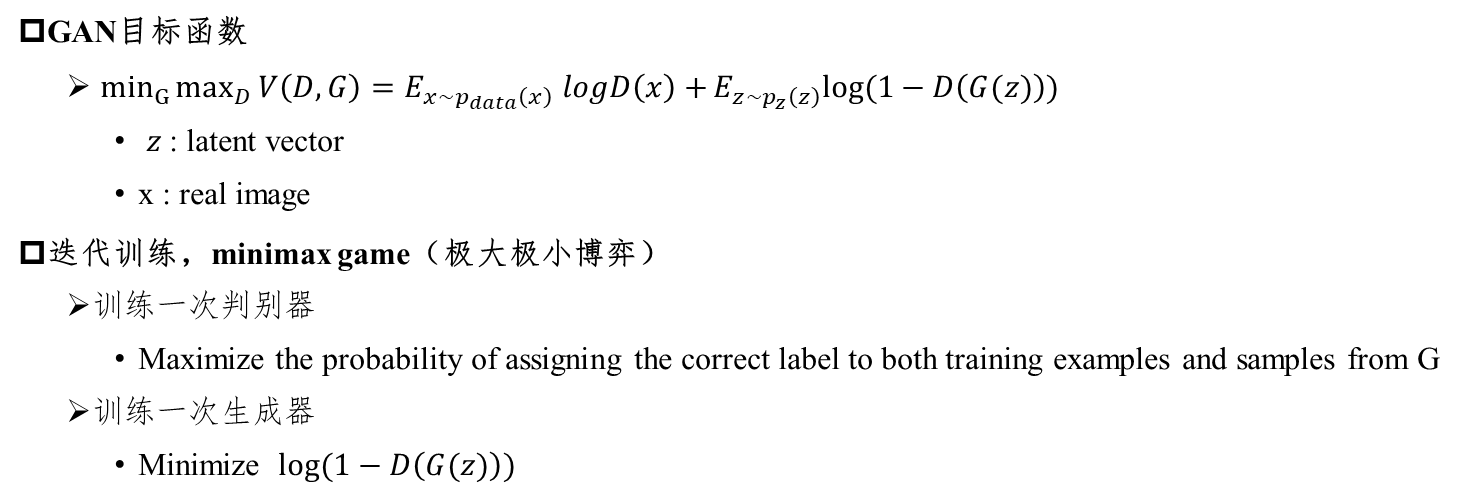 □GAN目标函数
➢ min_G max_D V(D, G) = E_{x~p_{data}(x)} logD(x) + E_{z~p_z(z)}log(1 − D(G(z)))
• z : latent vector
• x : real image
□迭代训练，minimax game（极大极小博弈）
➢训练一次判别器
• Maximize the probability of assigning the correct label to both training examples and samples from G
➢训练一次生成器
• Minimize log(1 − D(G(z)))